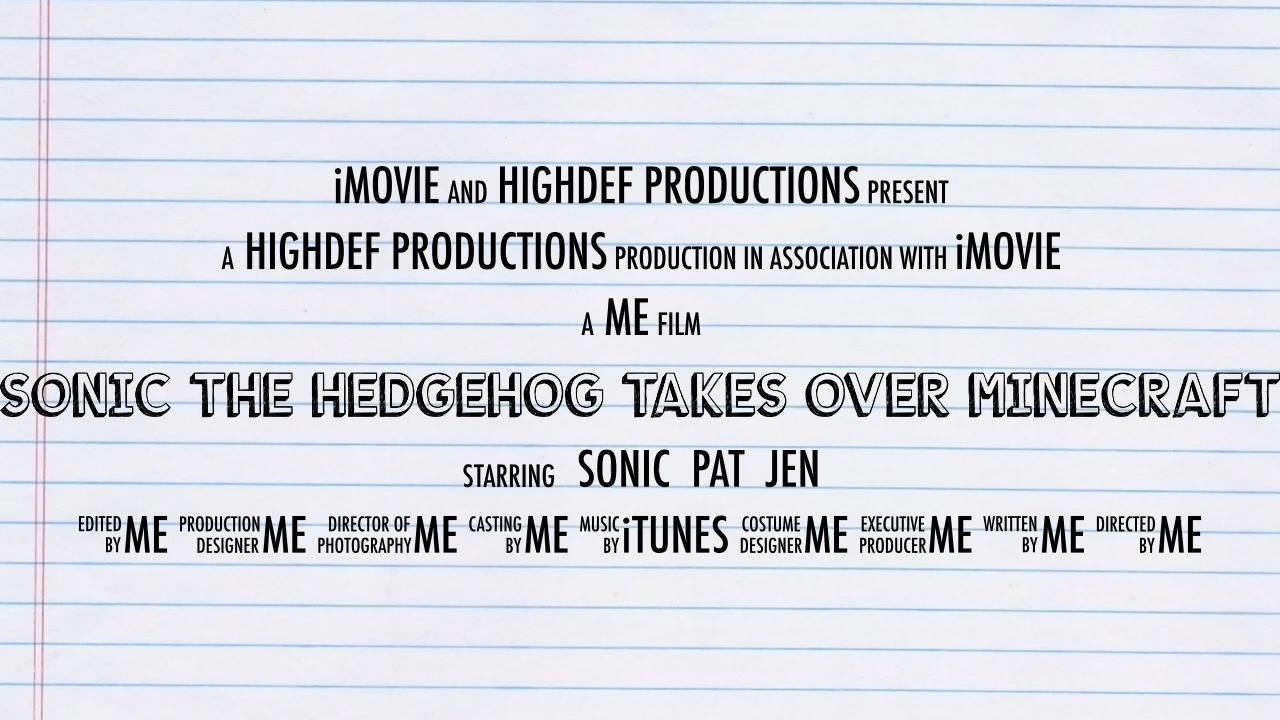 iMOVIE AND HIGHDEF PRODUCTIONS PRESENT
A HIGHDEF PRODUCTIONS PRODUCTION IN ASSOCIATION WITH iMOVIE
A ME FILM
SONIC THE HEDGEHOG TAKES OVER MINECRAFT
STARRING SONIC PAT JEN
EDITED BY ME PRODUCTION DESIGNER ME DIRECTOR OF PHOTOGRAPHY ME CASTING BY ME MUSIC BY iTUNES COSTUME DESIGNER ME EXECUTIVE PRODUCER ME WRITTEN BY ME DIRECTED BY ME